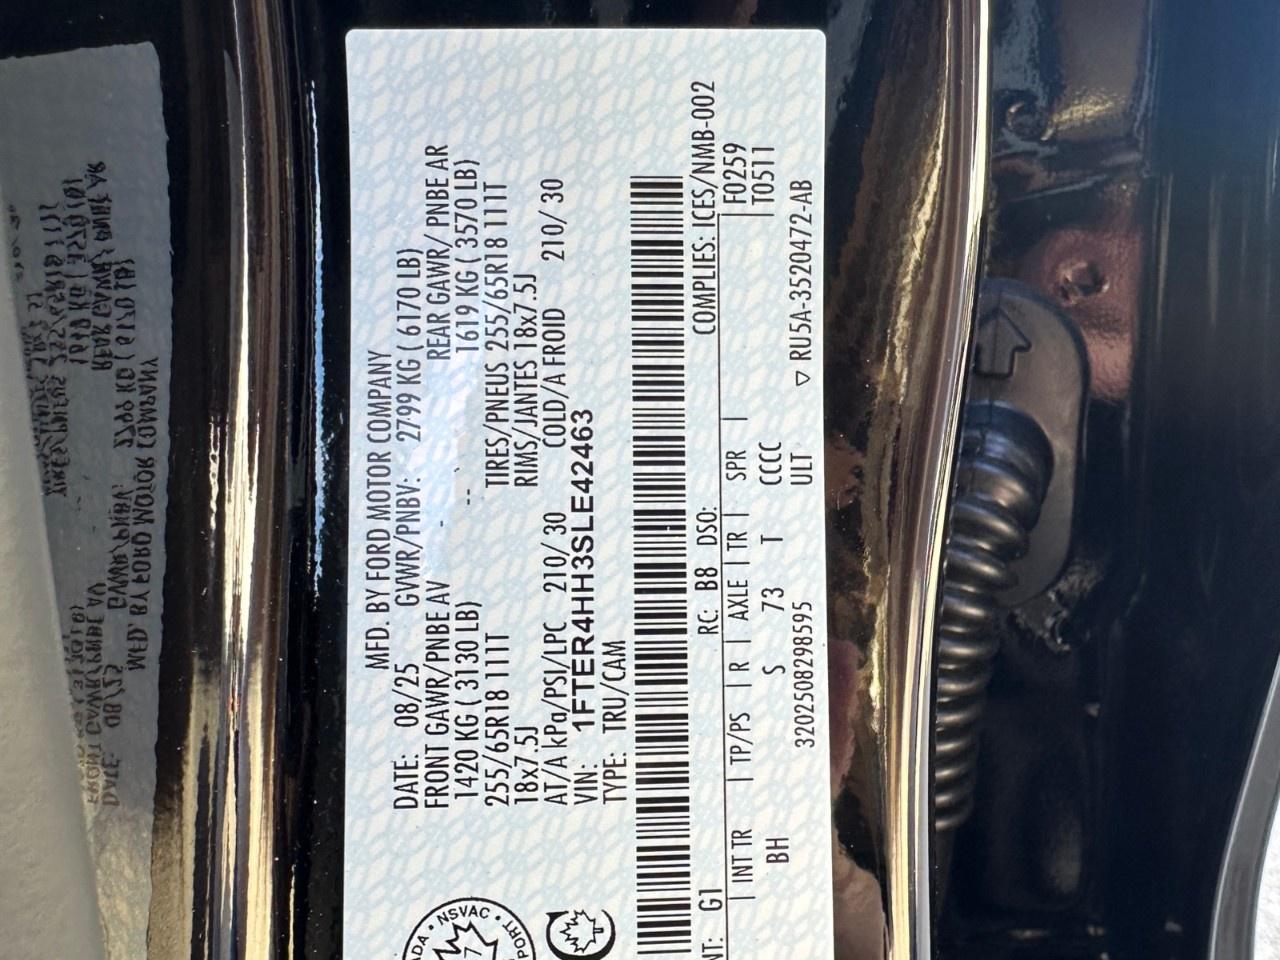 MFD. BY FORD MOTOR COMPANY
DATE: 08/25 GVWR/PNBV: 2799 KG ( 6170 LB)
FRONT GAWR/PNBE AV - REAR GAWR/ PNBE AR
1420 KG ( 3130 LB) -- 1619 KG ( 3570 LB)
255/65R18 111T TIRES/PNEUS 255/65R18 111T
18x7.5J RIMS/JANTES 18x7.5J
AT/A kPa/PSI/LPC 210/ 30 COLD/A FROID 210/ 30
VIN: 1FTER4HH3SLE42463
TYPE: TRU/CAM
NSVAC
NT: G1 RC: B8 DSO: COMPLIES: ICES/NMB-002
| INT TR | TP/PS | R | AXLE | TR | SPR | F0259
BH S 73 T CCCC T0511
3202508298595 ULT ▽ RU5A-3520472-AB